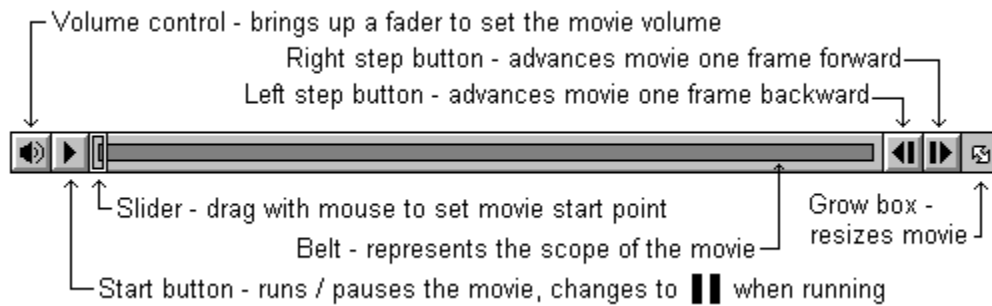 Volume control - brings up a fader to set the movie volume
Right step button - advances movie one frame forward
Left step button - advances movie one frame backward
Slider - drag with mouse to set movie start point
Grow box -
resizes movie
Belt - represents the scope of the movie
Start button - runs / pauses the movie, changes to ▮▮ when running